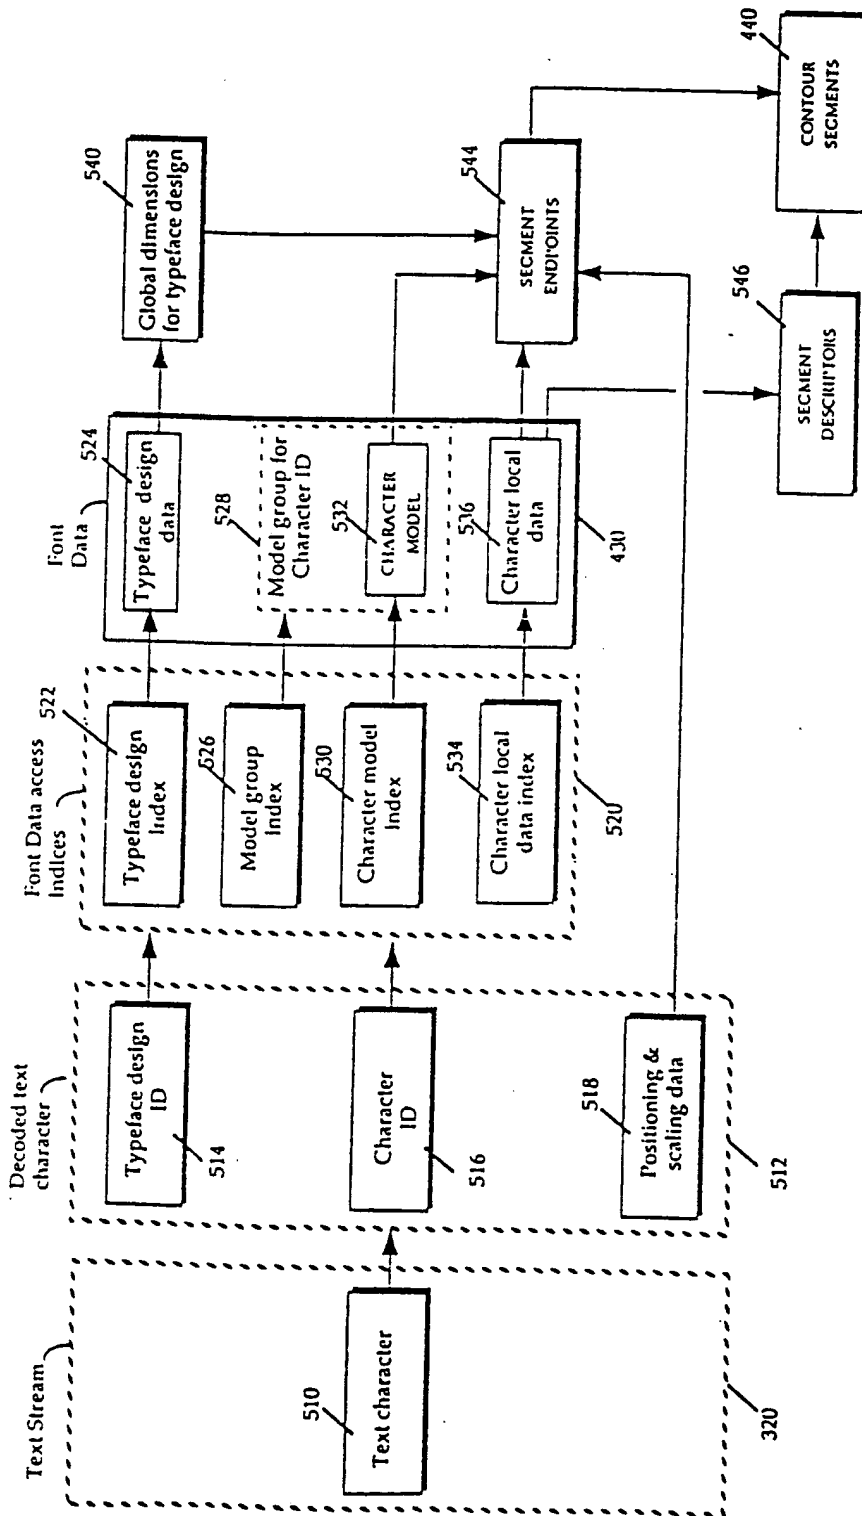 Text Stream
510
Text character
320
Decoded text
character
Typeface design
ID
514
Character
ID
516
518
Positioning &
scaling data
512
Font Data access
Indices
522
Typeface design
Index
526
Model group
Index
530
Character model
Index
534
Character local
data index
520
Font
Data
524
Typeface design
data
528
Model group for
Character ID
532
CHARACTER
MODEL
536
Character local
data
430
540
Global dimensions
for typeface design
544
SEGMENT
ENDPOINTS
546
SEGMENT
DESCRIPTORS
440
CONTOUR
SEGMENTS